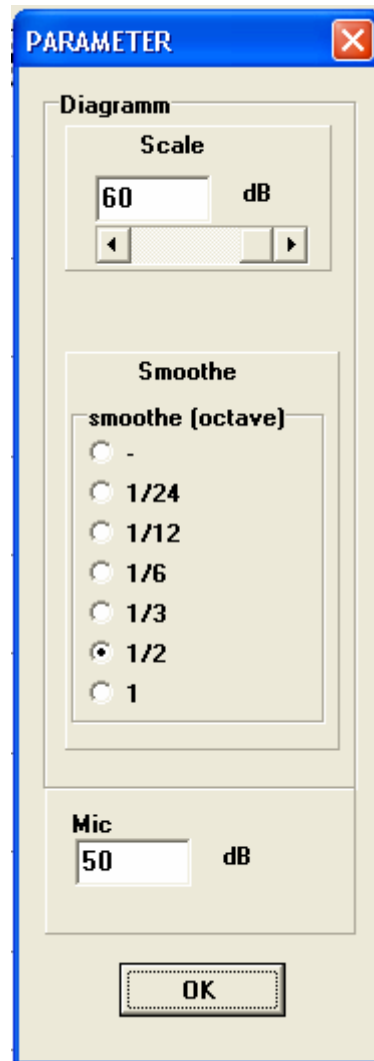 PARAMETER
Diagramm
Scale
60 dB
Smoothe
smoothe (octave)
-
1/24
1/12
1/6
1/3
1/2
1
Mic
50 dB
OK